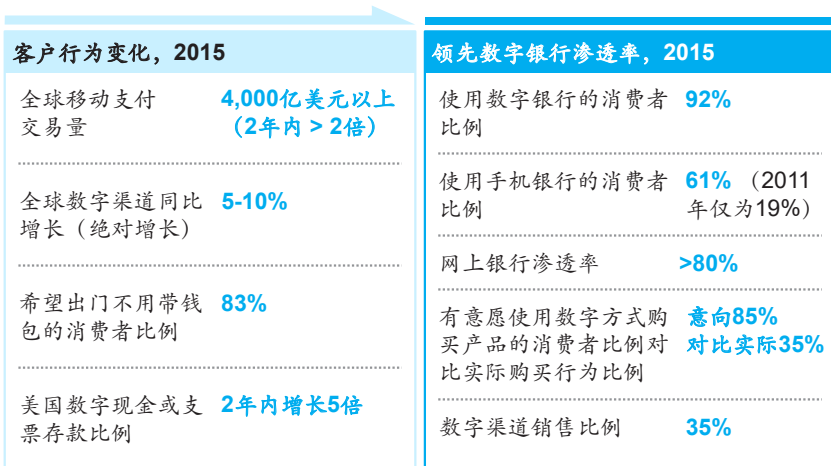 客户行为变化，2015
全球移动支付
交易量
4,000亿美元以上
（2年内 > 2倍）
全球数字渠道同比
增长（绝对增长）
5-10%
希望出门不用带钱
包的消费者比例
83%
美国数字现金或支
票存款比例
2年内增长5倍
领先数字银行渗透率，2015
使用数字银行的消费者
比例
92%
使用手机银行的消费者
比例
61% （2011
年仅为19%）
网上银行渗透率
>80%
有意愿使用数字方式购
买产品的消费者比例对
比实际购买行为比例
意向85%
对比实际35%
数字渠道销售比例
35%